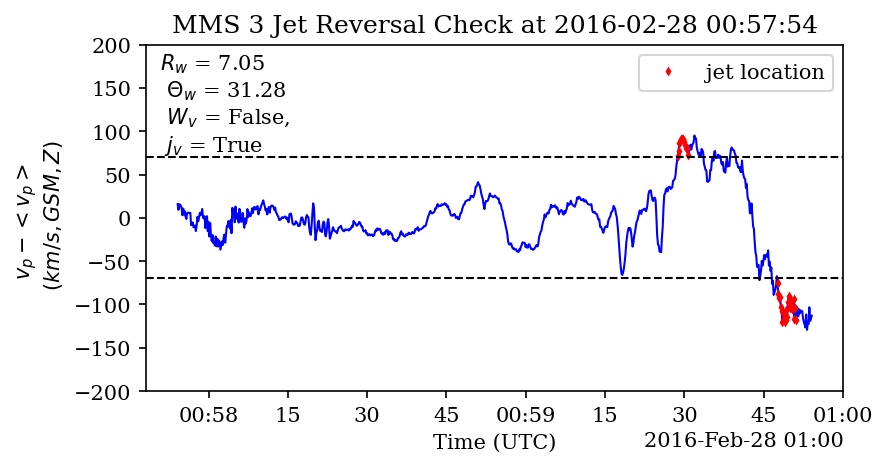 MMS 3 Jet Reversal Check at 2016-02-28 00:57:54
R_w = 7.05
Θ_w = 31.28
W_v = False,
j_v = True
jet location
200
150
100
50
0
−50
−100
−150
−200
v_p − < v_p >
(km/s, GSM, Z)
00:58 15 30 45 00:59 15 30 45 01:00
Time (UTC)
2016-Feb-28 01:00